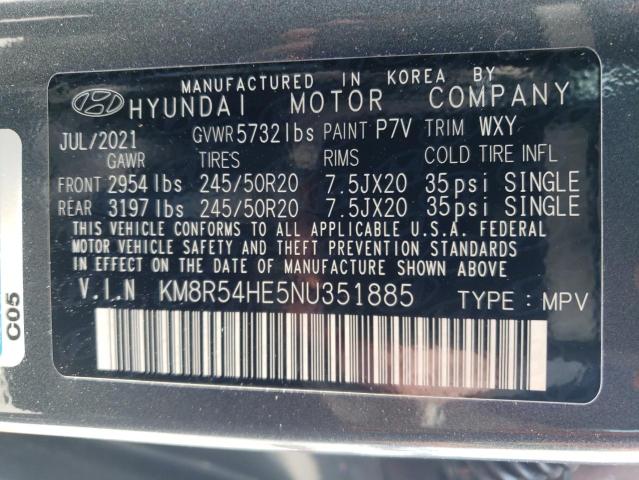 MANUFACTURED IN KOREA BY
HYUNDAI MOTOR COMPANY
JUL/2021 GVWR 5732lbs PAINT P7V TRIM WXY
GAWR TIRES RIMS COLD TIRE INFL
FRONT 2954 lbs 245/50R20 7.5JX20 35psi SINGLE
REAR 3197 lbs 245/50R20 7.5JX20 35psi SINGLE
THIS VEHICLE CONFORMS TO ALL APPLICABLE U.S.A. FEDERAL
MOTOR VEHICLE SAFETY AND THEFT PREVENTION STANDARDS
IN EFFECT ON THE DATE OF MANUFACTURE SHOWN ABOVE.
V.I.N KM8R54HE5NU351885 TYPE : MPV
C05